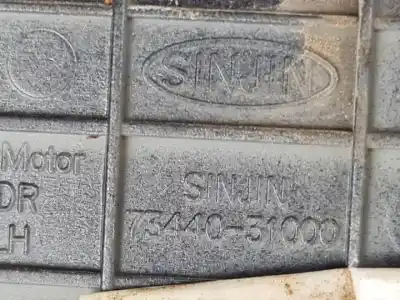 SINJIN
Motor
DR
LH
SINJIN
73440-31000